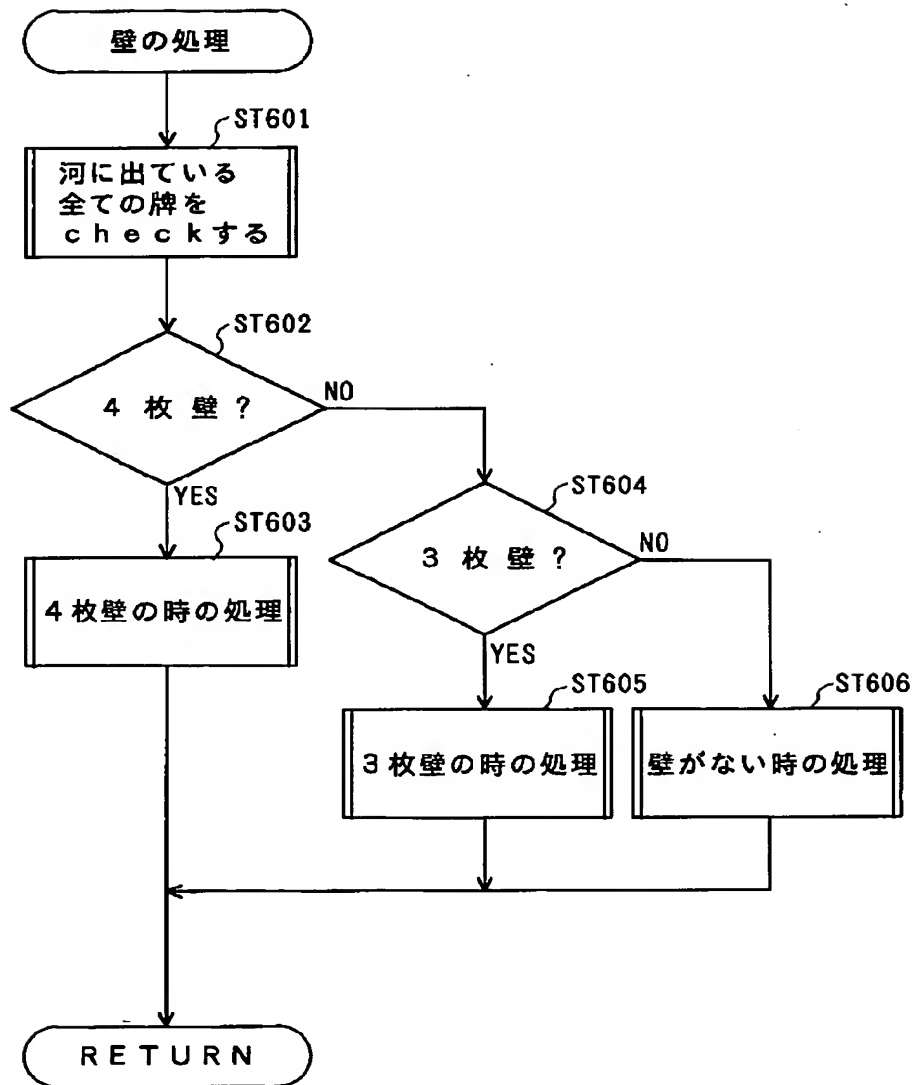 壁の処理
ST601
河に出ている
全ての牌を
checkする
ST602
4枚壁?
NO
YES
ST603
4枚壁の時の処理
ST604
3枚壁?
NO
YES
ST605
3枚壁の時の処理
ST606
壁がない時の処理
RETURN